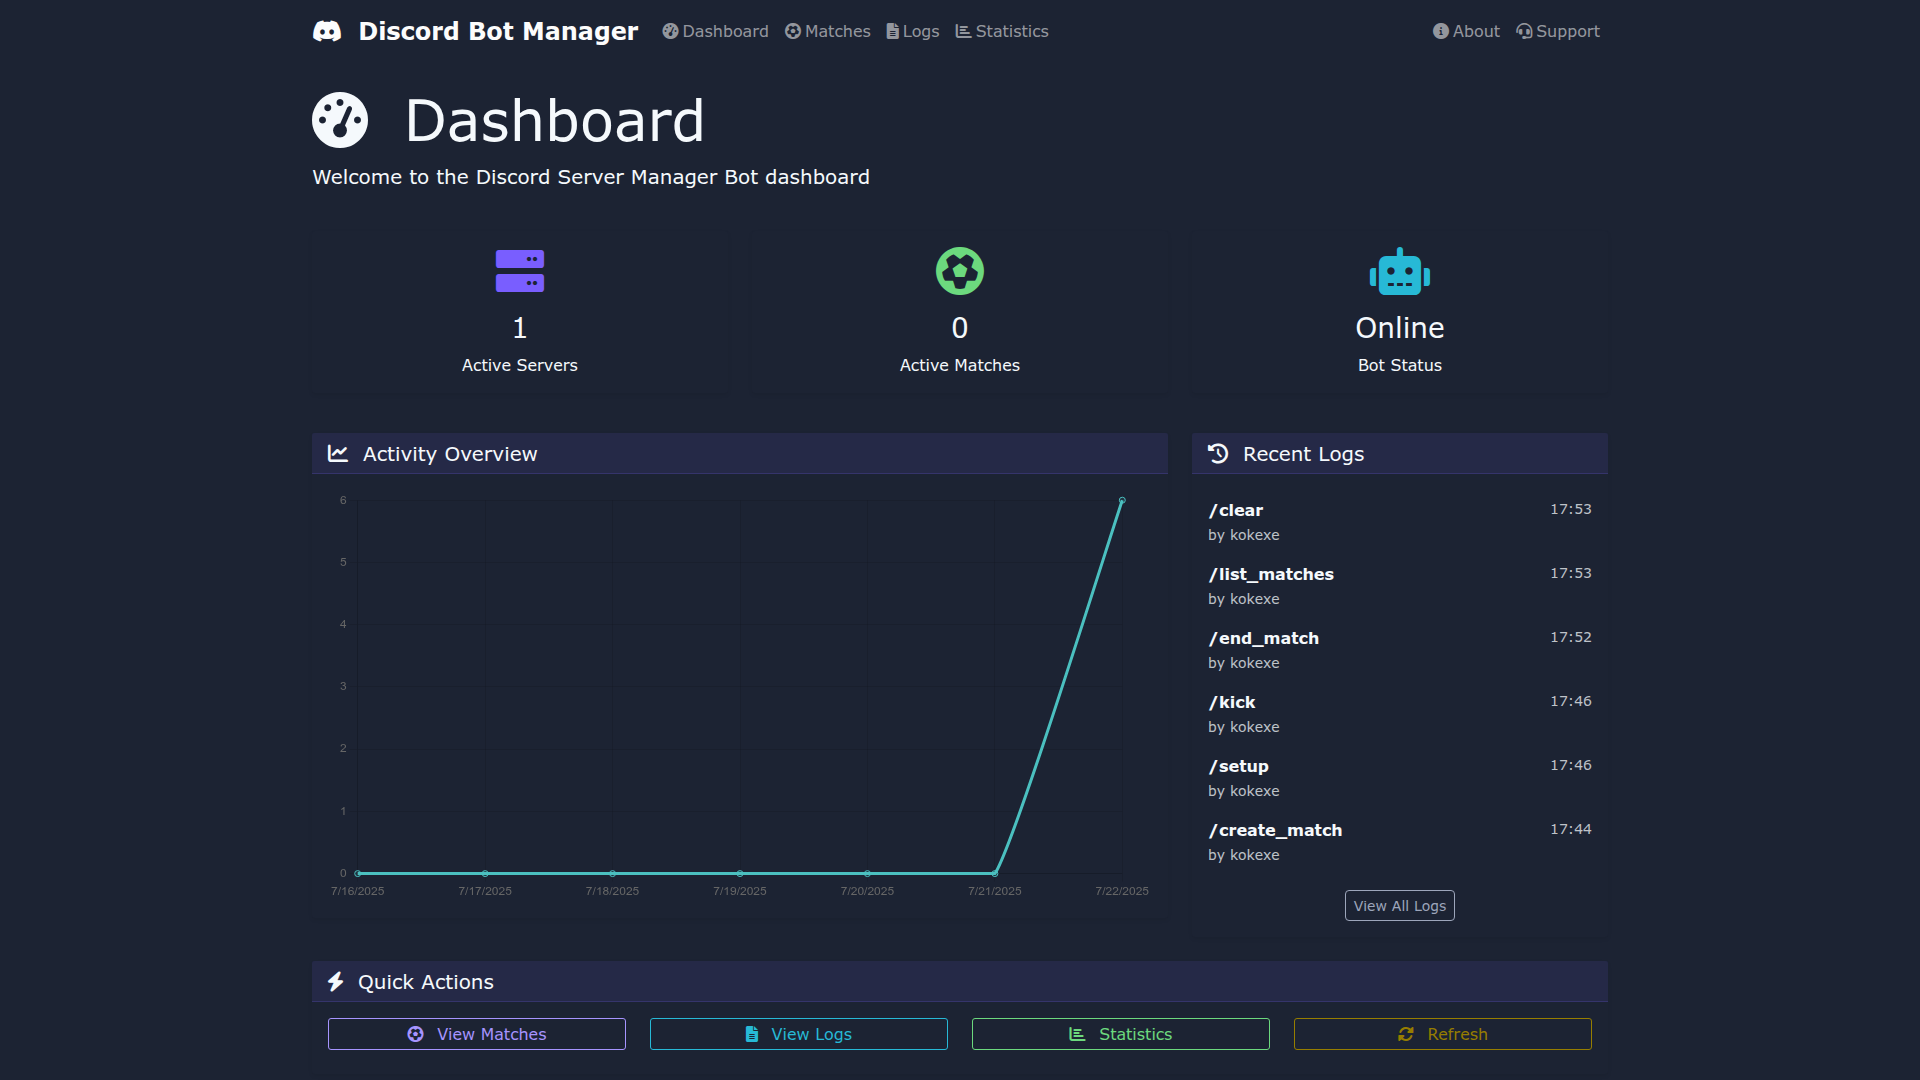 Discord Bot Manager
Dashboard
Matches
Logs
Statistics
About
Support
Dashboard
Welcome to the Discord Server Manager Bot dashboard
1
Active Servers
0
Active Matches
Online
Bot Status
Activity Overview
6
5
4
3
2
1
0
7/16/2025
7/17/2025
7/18/2025
7/19/2025
7/20/2025
7/21/2025
7/22/2025
Recent Logs
/clear 17:53
by kokexe
/list_matches 17:53
by kokexe
/end_match 17:52
by kokexe
/kick 17:46
by kokexe
/setup 17:46
by kokexe
/create_match 17:44
by kokexe
View All Logs
Quick Actions
View Matches
View Logs
Statistics
Refresh